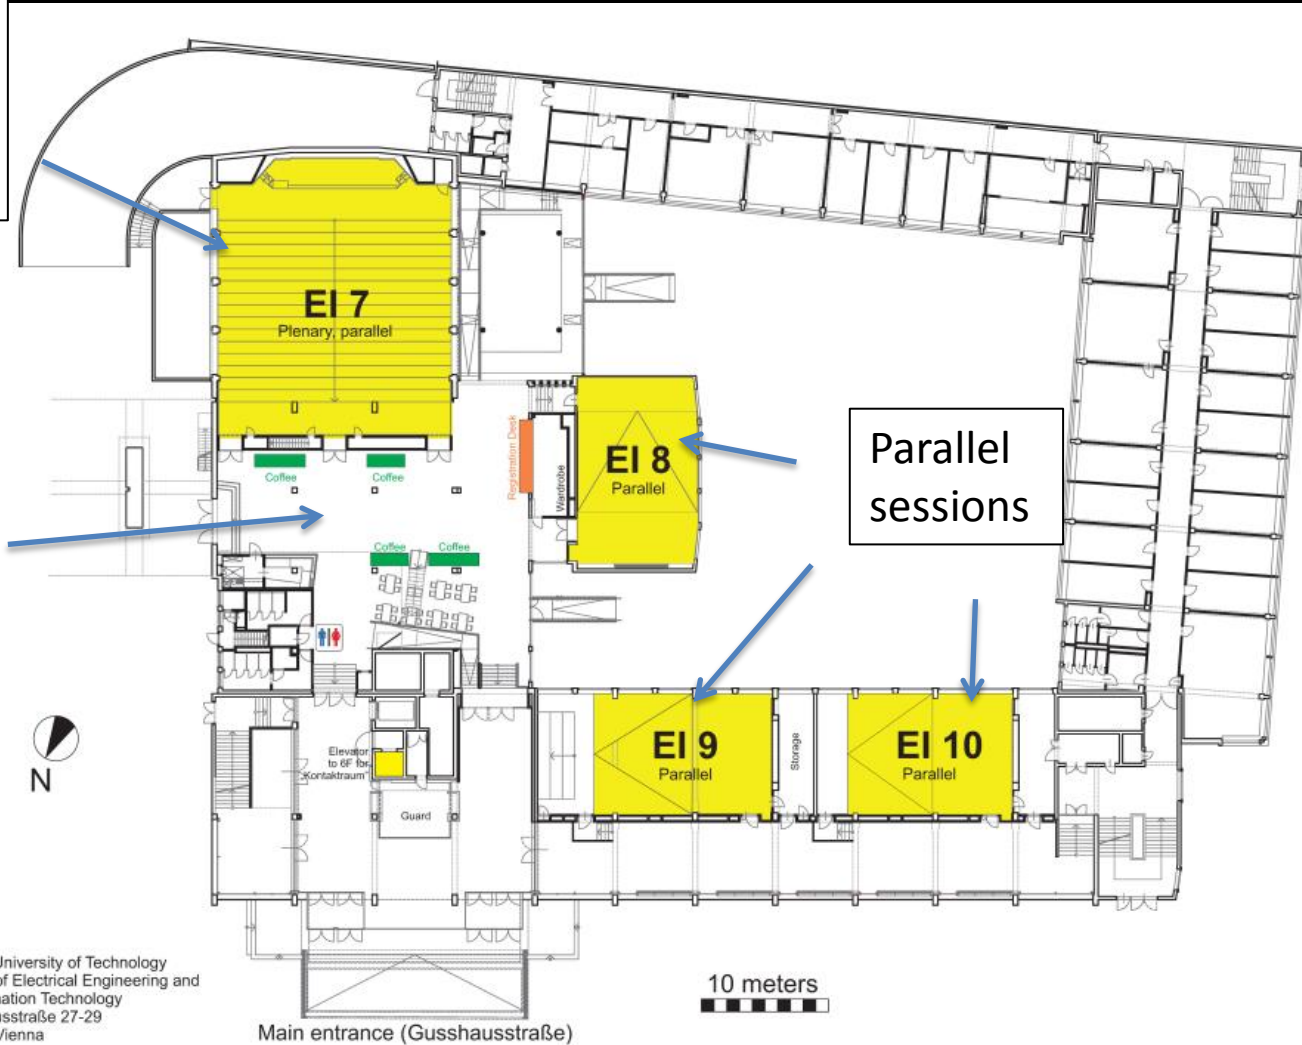 EI 7
Plenary, parallel
Registration Desk
Wardrobe
EI 8
Parallel
Parallel
sessions
Coffee
Coffee
Coffee
Coffee
EI 9
Parallel
Storage
EI 10
Parallel
N
Elevator
to 6F for
"Kontaktraum"
Guard
University of Technology
of Electrical Engineering and
ation Technology
usstraße 27-29
Vienna
10 meters
Main entrance (Gusshausstraße)